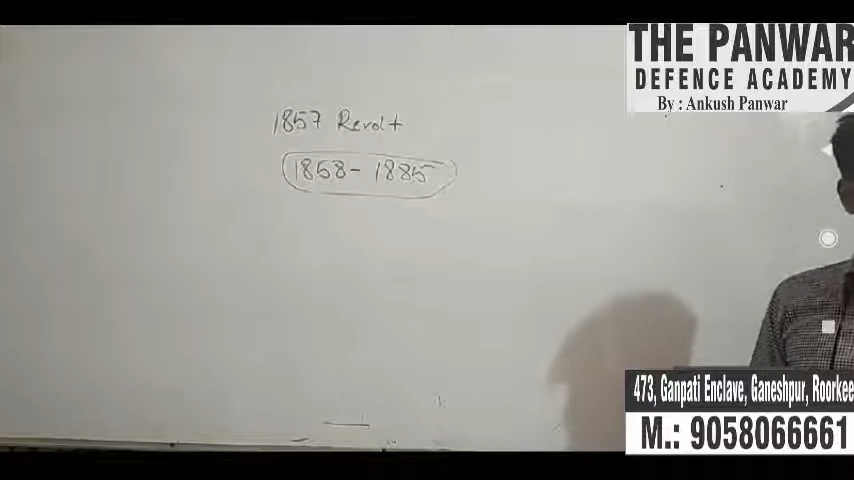 THE PANWAR
DEFENCE ACADEMY
By : Ankush Panwar
1857 Revolt
1858 - 1885
473, Ganpati Enclave, Ganeshpur, Roorkee
M.: 9058066661